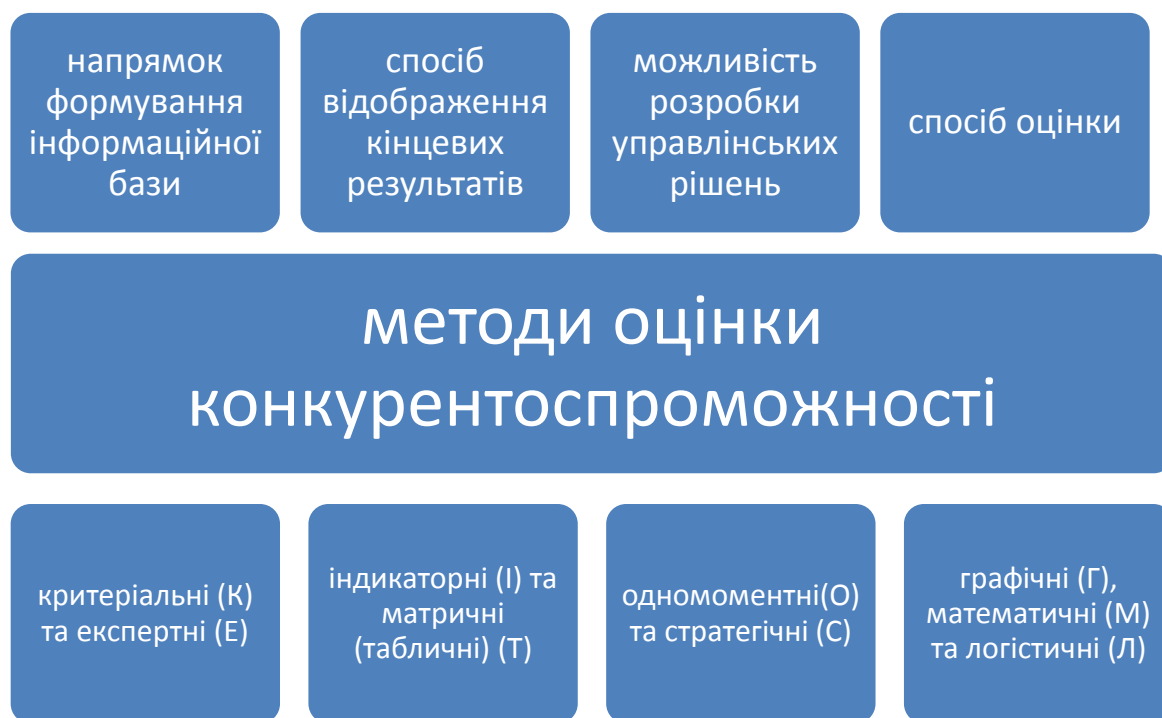 напрямок
формування
інформаційної
бази
спосіб
відображення
кінцевих
результатів
можливість
розробки
управлінських
рішень
спосіб оцінки
методи оцінки
конкурентоспроможності
критеріальні (К)
та експертні (Е)
індикаторні (І) та
матричні
(табличні) (Т)
одномоментні(О)
та стратегічні (С)
графічні (Г),
математичні (М)
та логістичні (Л)